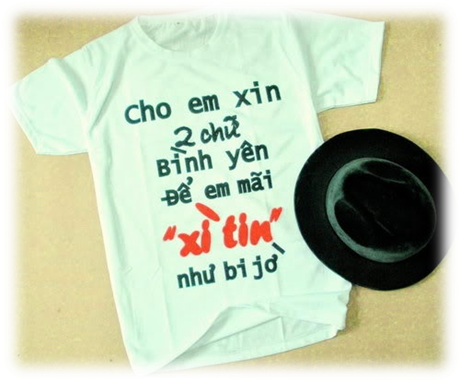 Cho em xin
2 chữ
Bình yên
Để em mãi
"xì tin"
như bi jờ